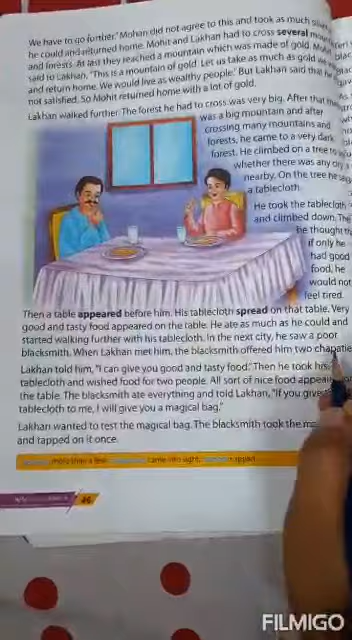 We have to go further." Mohan did not agree to this and took as much silver
he could and returned home. Mohit and Lakhan had to cross several
and forests. At last they reached a mountain which was made of gold.
said to Lakhan, "This is a mountain of gold. Let us take as much as gold
and return home. We would live as wealthy people." But Lakhan said that he
not satisfied. So Mohit returned home with a lot of gold.
Lakhan walked further. The forest he had to cross was very big. After that
was a big mountain and after
crossing many mountains and
forests, he came to a very dark
forest. He climbed on a tree to
whether there was any
nearby. On the tree he
a tablecloth.
He took the tablecloth
and climbed down. The
he thought
if only he
had good
food, he
would not
feel tired.
Then a table appeared before him. His tablecloth spread on that table. Very
good and tasty food appeared on the table. He ate as much as he could and
started walking further with his tablecloth. In the next city, he saw a poor
blacksmith. When Lakhan met him, the blacksmith offered him two chapatie
Lakhan told him, "I can give you good and tasty food." Then he took his
tablecloth and wished food for two people. All sort of nice food
the table. The blacksmith ate everything and told Lakhan, "If you give
tablecloth to me, I will give you a magical bag."
Lakhan wanted to test the magical bag. The blacksmith took the
and tapped on it once.
more than a few, came into sight,
46
FILMIGO